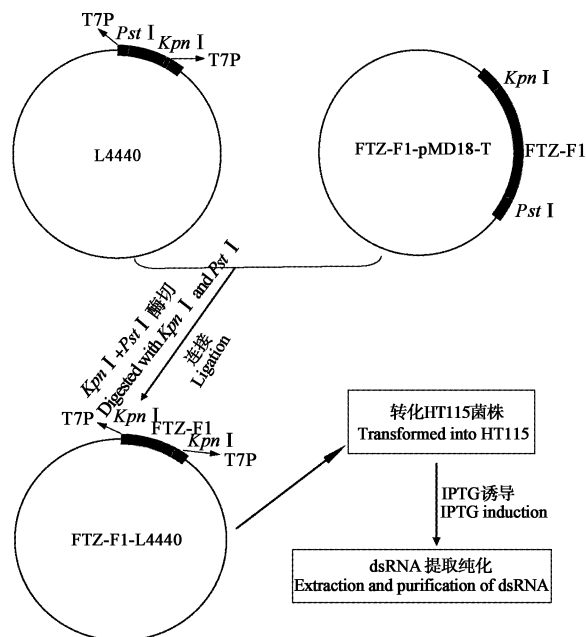 T7P
Pst I
Kpn I
T7P
L4440
Kpn I
FTZ-F1-pMD18-T
FTZ-F1
Pst I
Kpn I+Pst I 酶切
Digested with Kpn I and Pst I
连接
Ligation
T7P
Kpn I
FTZ-F1
Kpn I
T7P
FTZ-F1-L4440
转化HT115菌株
Transformed into HT115
IPTG诱导
IPTG induction
dsRNA 提取纯化
Extraction and purification of dsRNA